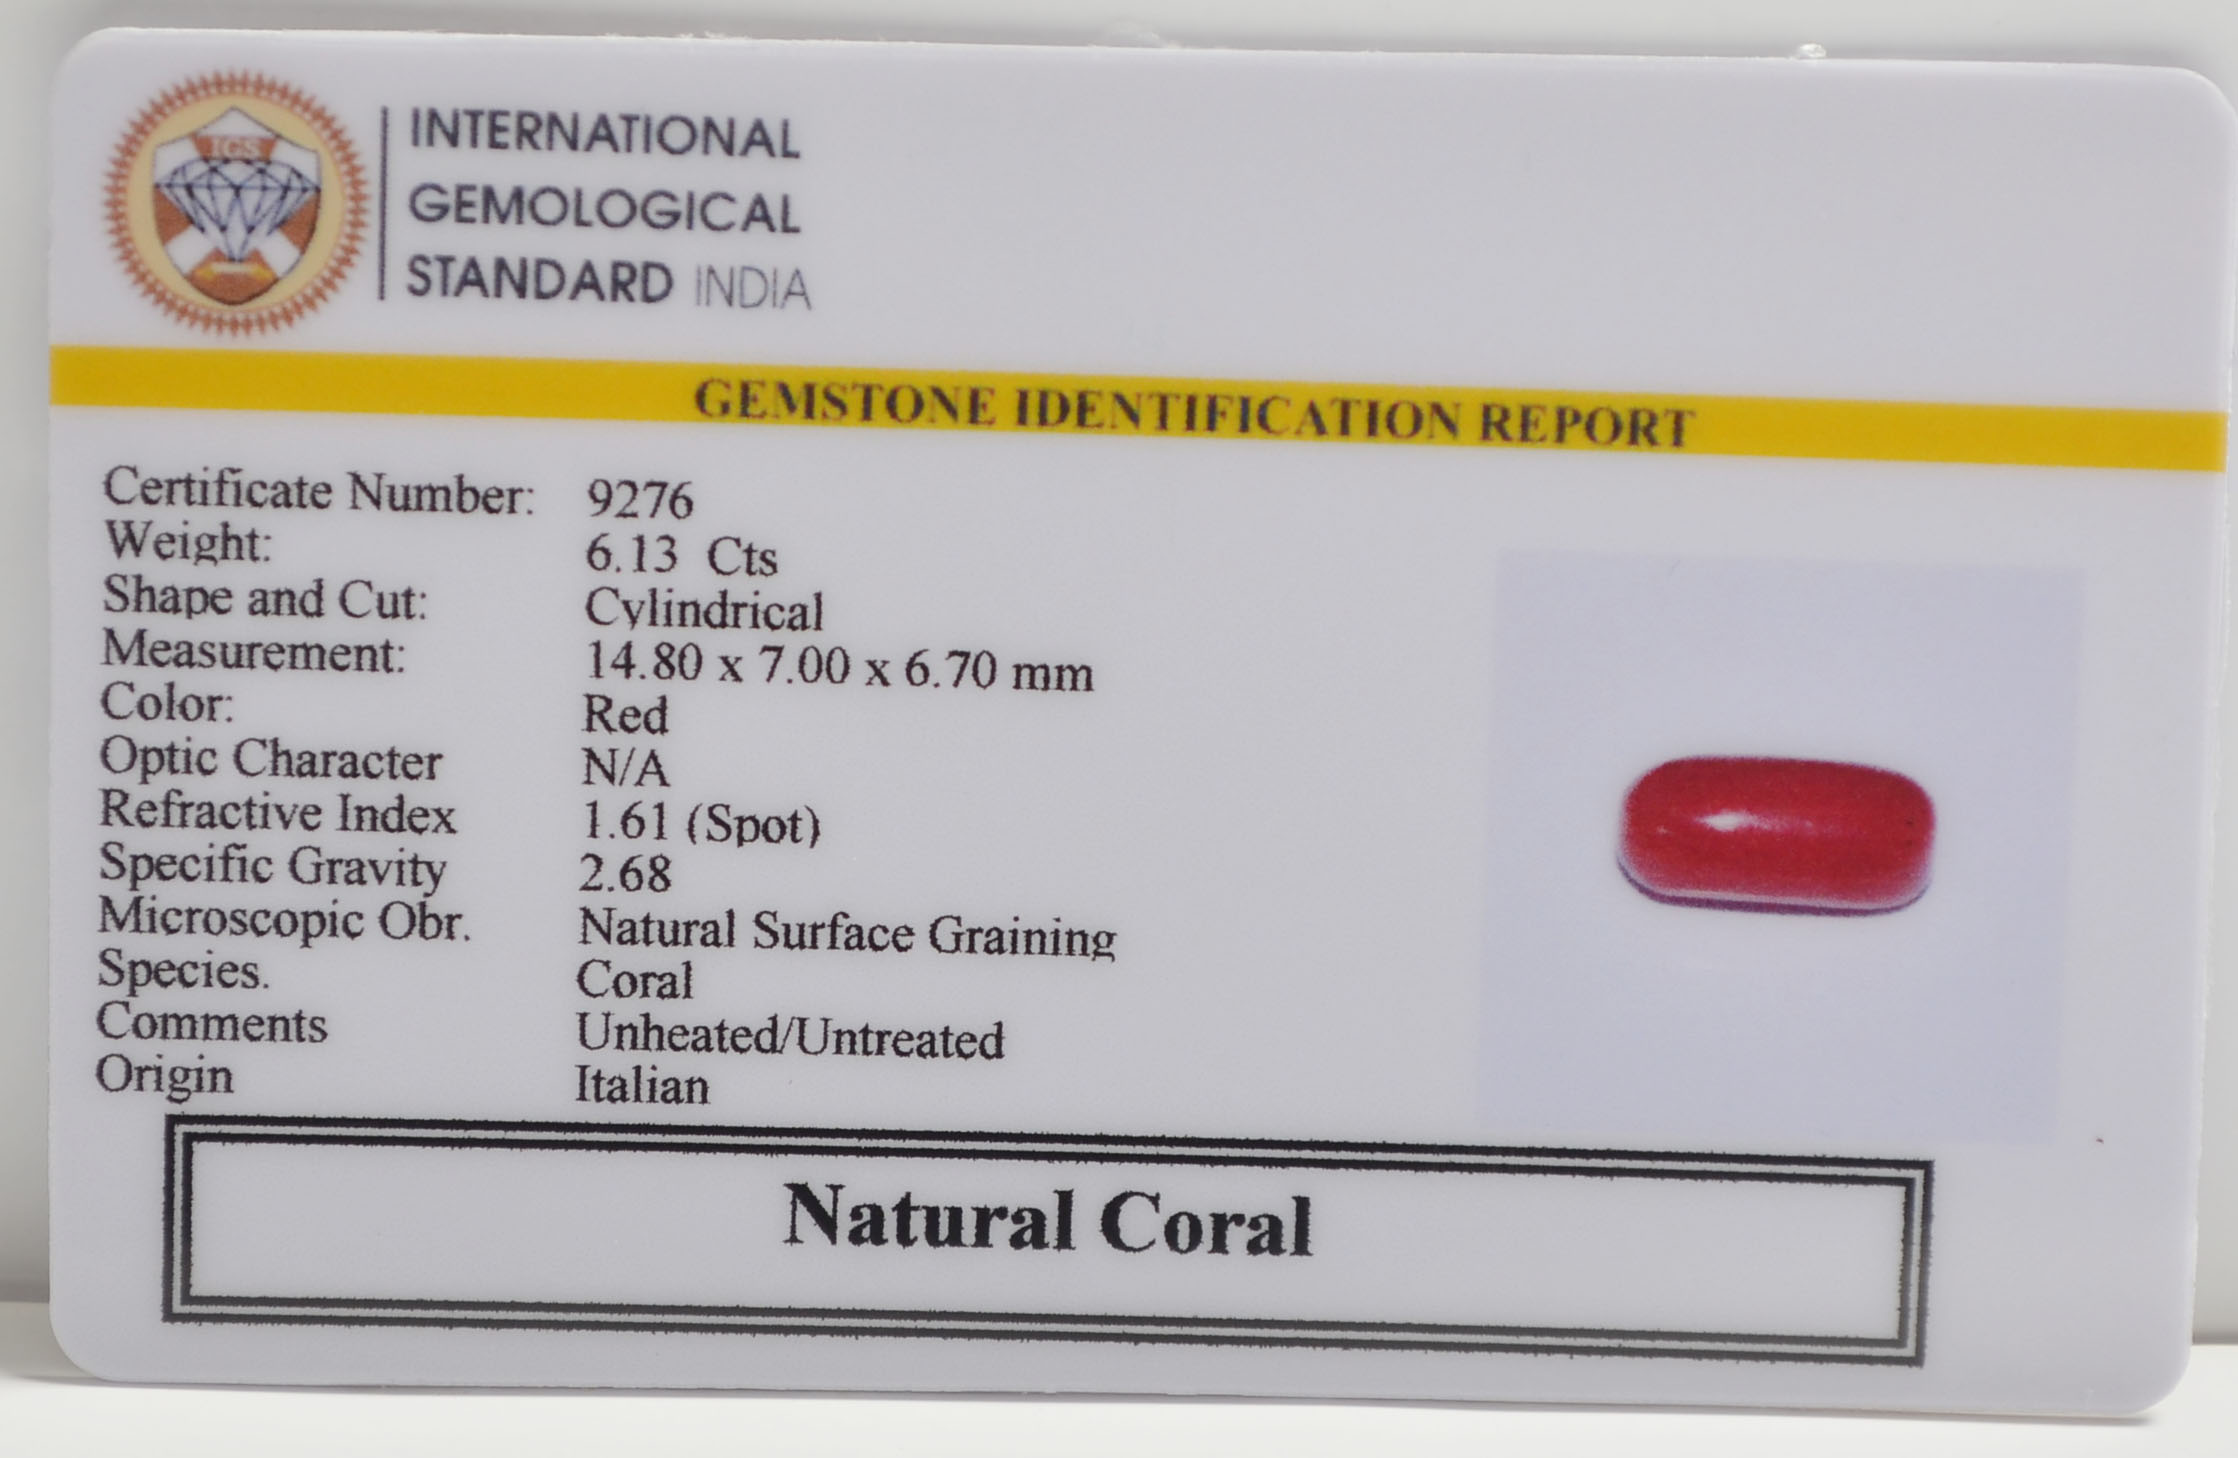 IGS
INTERNATIONAL
GEMOLOGICAL
STANDARD INDIA
GEMSTONE IDENTIFICATION REPORT
Certificate Number: 9276
Weight: 6.13 Cts
Shape and Cut: Cylindrical
Measurement: 14.80 x 7.00 x 6.70 mm
Color: Red
Optic Character N/A
Refractive Index 1.61 (Spot)
Specific Gravity 2.68
Microscopic Obr. Natural Surface Graining
Species. Coral
Comments Unheated/Untreated
Origin Italian
Natural Coral